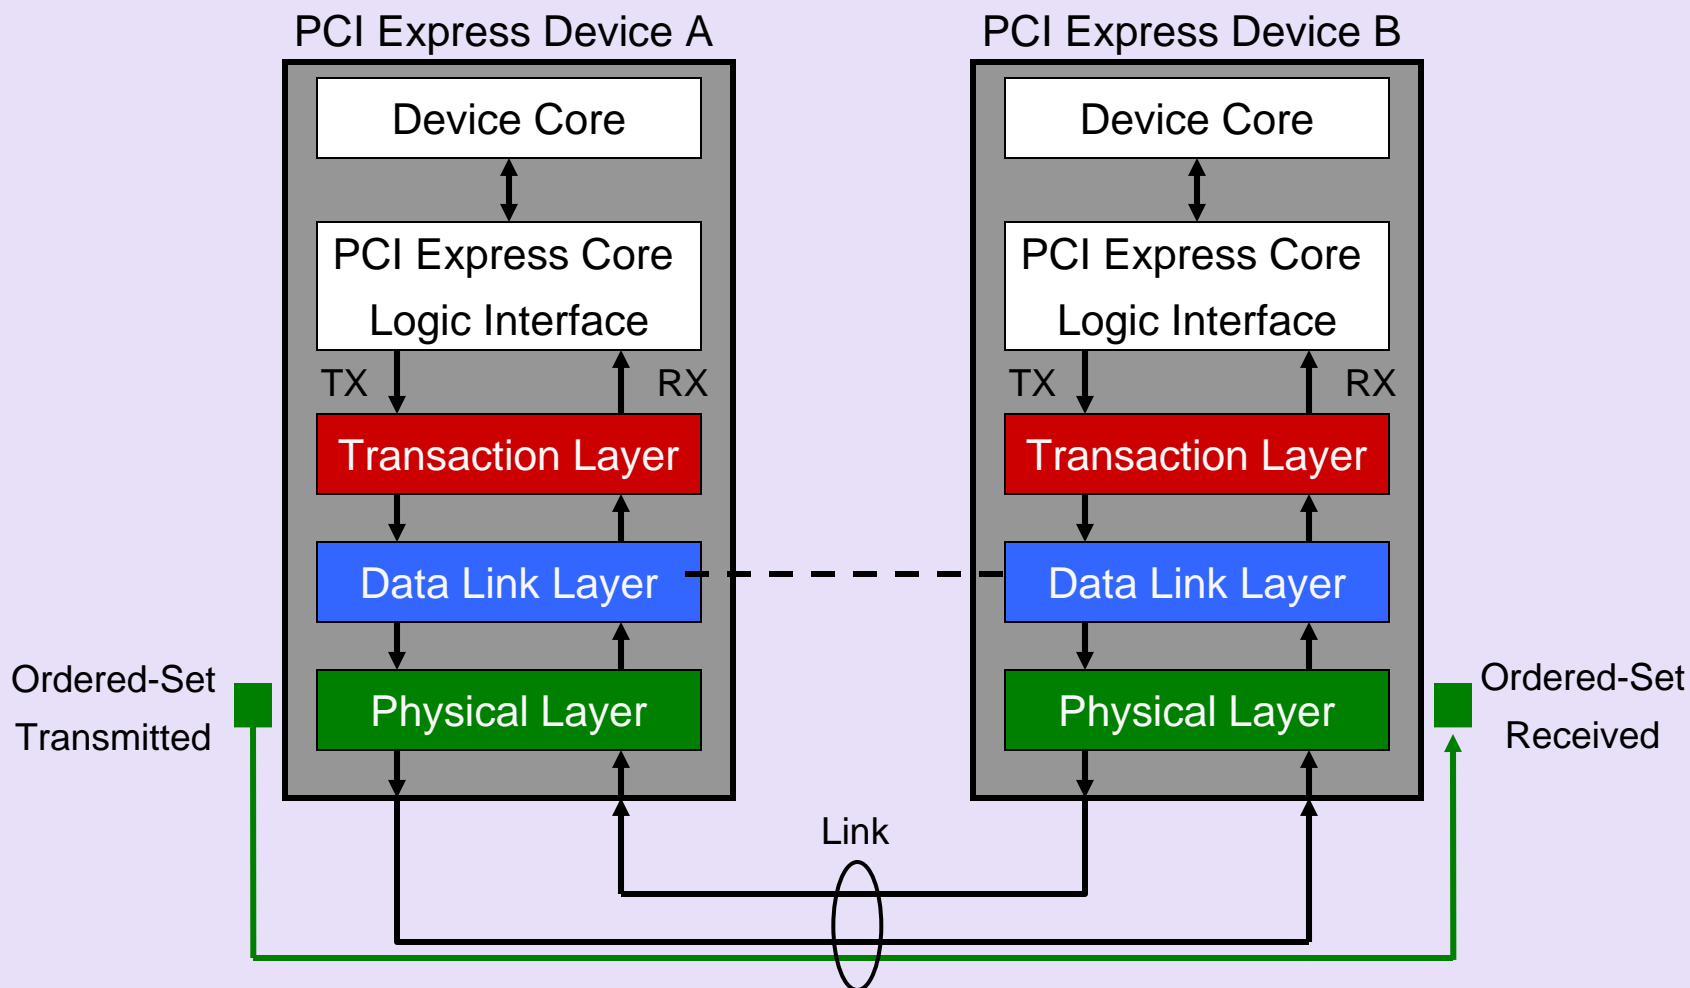 PCI Express Device A
Device Core
PCI Express Core
Logic Interface
TX
RX
Transaction Layer
Data Link Layer
Physical Layer
Ordered-Set
Transmitted
PCI Express Device B
Device Core
PCI Express Core
Logic Interface
TX
RX
Transaction Layer
Data Link Layer
Physical Layer
Ordered-Set
Received
Link